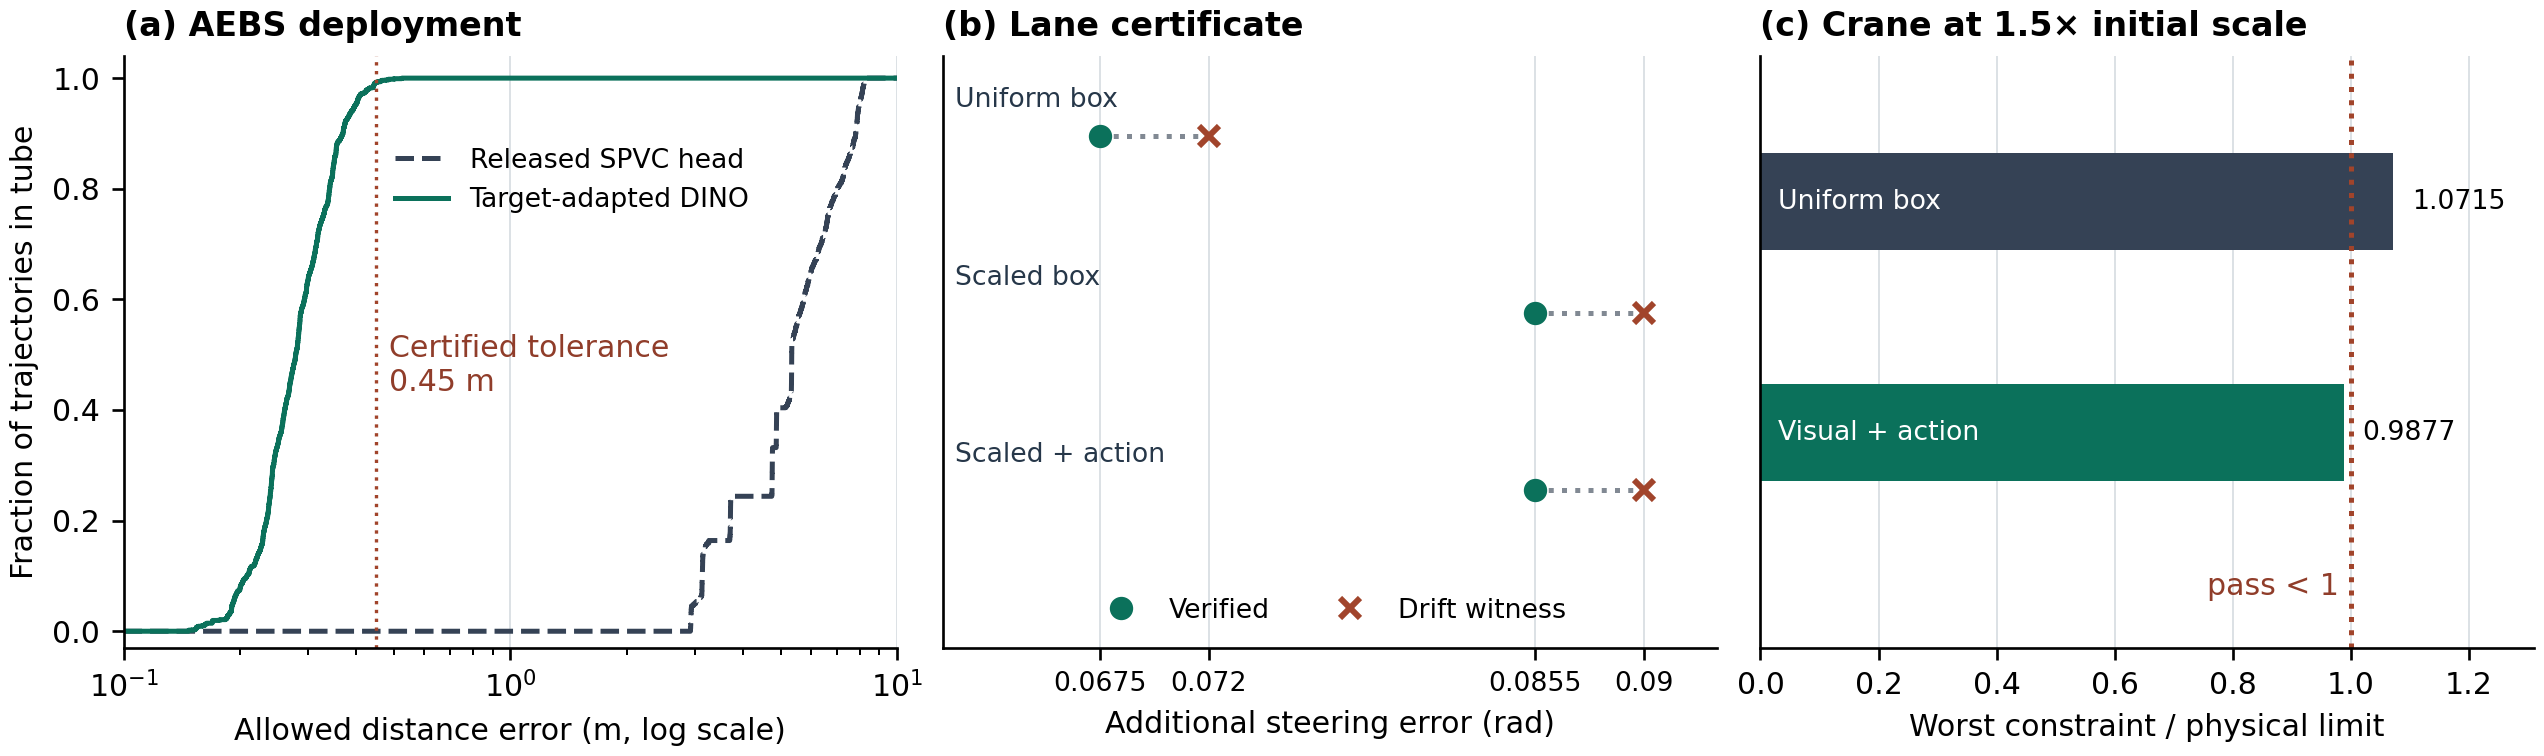 (a) AEBS deployment
Fraction of trajectories in tube
1.0
0.8
0.6
0.4
0.2
0.0
Released SPVC head
Target-adapted DINO
Certified tolerance
0.45 m
10⁻¹
10⁰
10¹
Allowed distance error (m, log scale)
(b) Lane certificate
Uniform box
Scaled box
Scaled + action
Verified
Drift witness
0.0675
0.072
0.0855
0.09
Additional steering error (rad)
(c) Crane at 1.5× initial scale
Uniform box
1.0715
Visual + action
0.9877
pass < 1
0.0
0.2
0.4
0.6
0.8
1.0
1.2
Worst constraint / physical limit